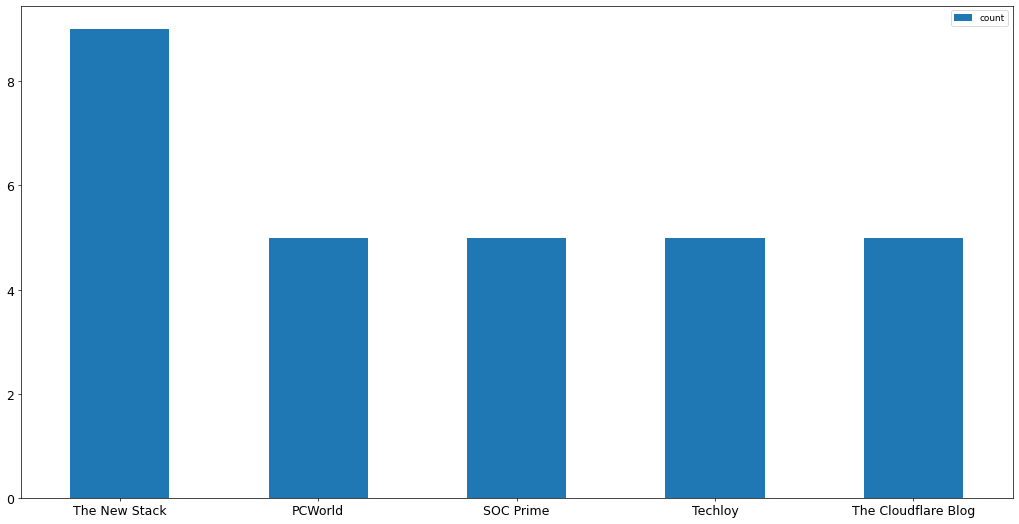 count
8
6
4
2
0
The New Stack
PCWorld
SOC Prime
Techloy
The Cloudflare Blog